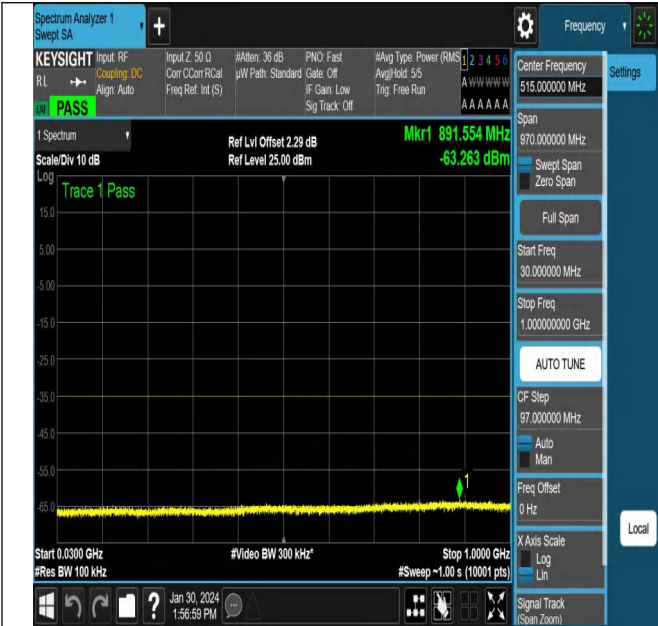 Spectrum Analyzer 1
Swept SA
+
Frequency
KEYSIGHT
RL
PASS
Input: RF
Coupling: DC
Align: Auto
Input Z: 50 Ω
Corr CCorr RCal
Freq Ref: Int (S)
#Atten: 36 dB
µW Path: Standard
PNO: Fast
Gate: Off
IF Gain: Low
Sig Track: Off
#Avg Type: Power (RMS
Avg|Hold: 5/5
Trig: Free Run
1 2 3 4 5 6
A W W W W W
A A A A A A
1 Spectrum
Scale/Div 10 dB
Ref Lvl Offset 2.29 dB
Ref Level 25.00 dBm
Mkr1 891.554 MHz
-63.263 dBm
Log
Trace 1 Pass
15.0
5.00
-5.00
-15.0
-25.0
-35.0
-45.0
-55.0
-65.0
1
Start 0.0300 GHz
#Res BW 100 kHz
#Video BW 300 kHz*
Stop 1.0000 GHz
#Sweep ~1.00 s (10001 pts)
Center Frequency
515.000000 MHz
Settings
Span
970.000000 MHz
Swept Span
Zero Span
Full Span
Start Freq
30.000000 MHz
Stop Freq
1.000000000 GHz
AUTO TUNE
CF Step
97.000000 MHz
Auto
Man
Freq Offset
0 Hz
X Axis Scale
Log
Lin
Local
Signal Track
(Span Zoom)
?
Jan 30, 2024
1:56:59 PM